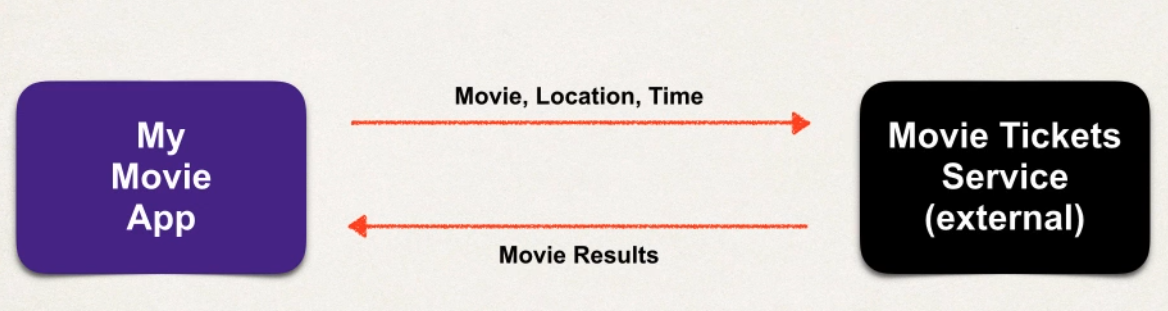 My
Movie
App
Movie, Location, Time
Movie Results
Movie Tickets
Service
(external)